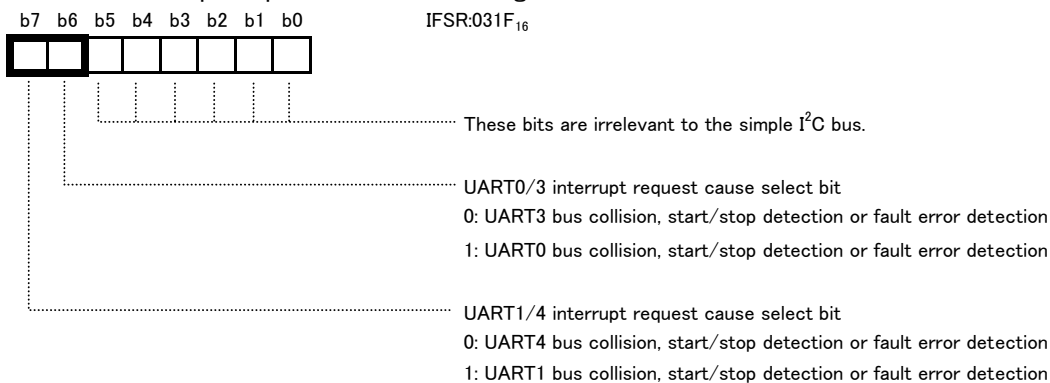 b7 b6 b5 b4 b3 b2 b1 b0 IFSR:031F₁₆
These bits are irrelevant to the simple I²C bus.
UART0/3 interrupt request cause select bit
0: UART3 bus collision, start/stop detection or fault error detection
1: UART0 bus collision, start/stop detection or fault error detection
UART1/4 interrupt request cause select bit
0: UART4 bus collision, start/stop detection or fault error detection
1: UART1 bus collision, start/stop detection or fault error detection